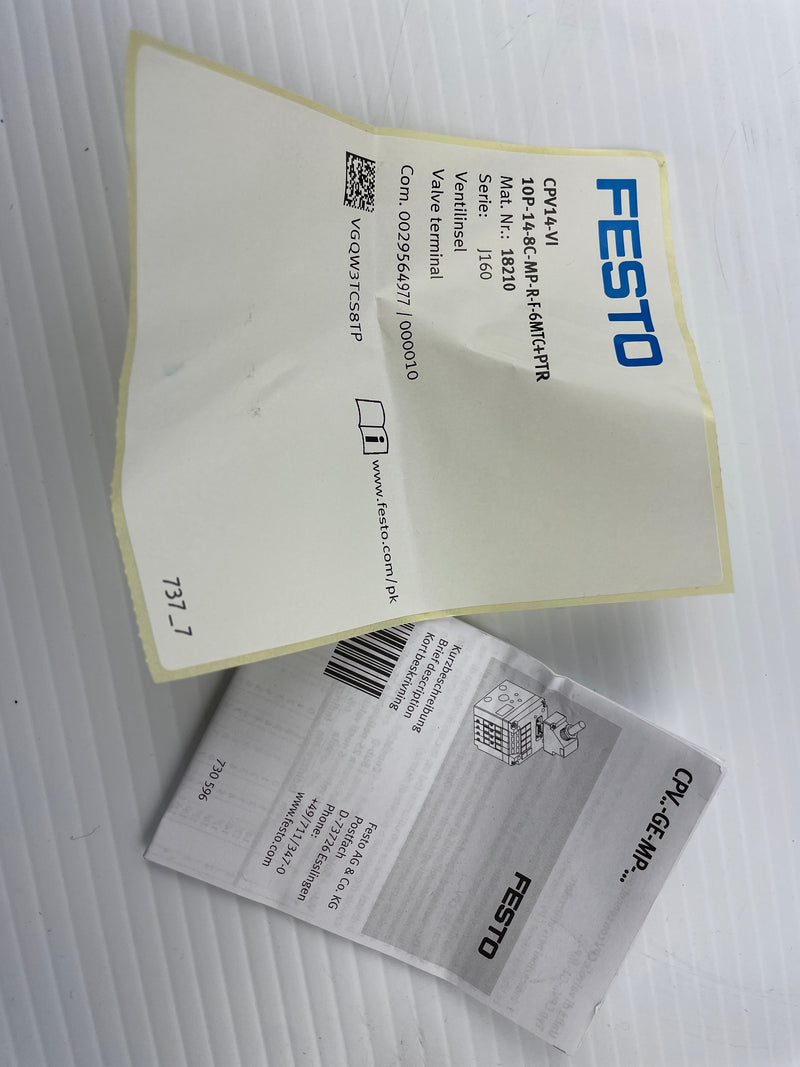 FESTO
CPV14-VI
10P-14-8C-MP-R-F-6MTC+PTR
Mat. Nr.: 18210
Serie: J160
Ventilinsel
Valve terminal
Com. 0029564977 / 000010
VGQW3TCS8TP
i www.festo.com/pk
737_7
CPV..-GE-MP-...
FESTO
Kurzbeschreibung
Brief description
Kort beskrivning
Festo AG & Co. KG
Postfach
D-73726 Esslingen
Phone:
+49/711/347-0
www.festo.com
730 596